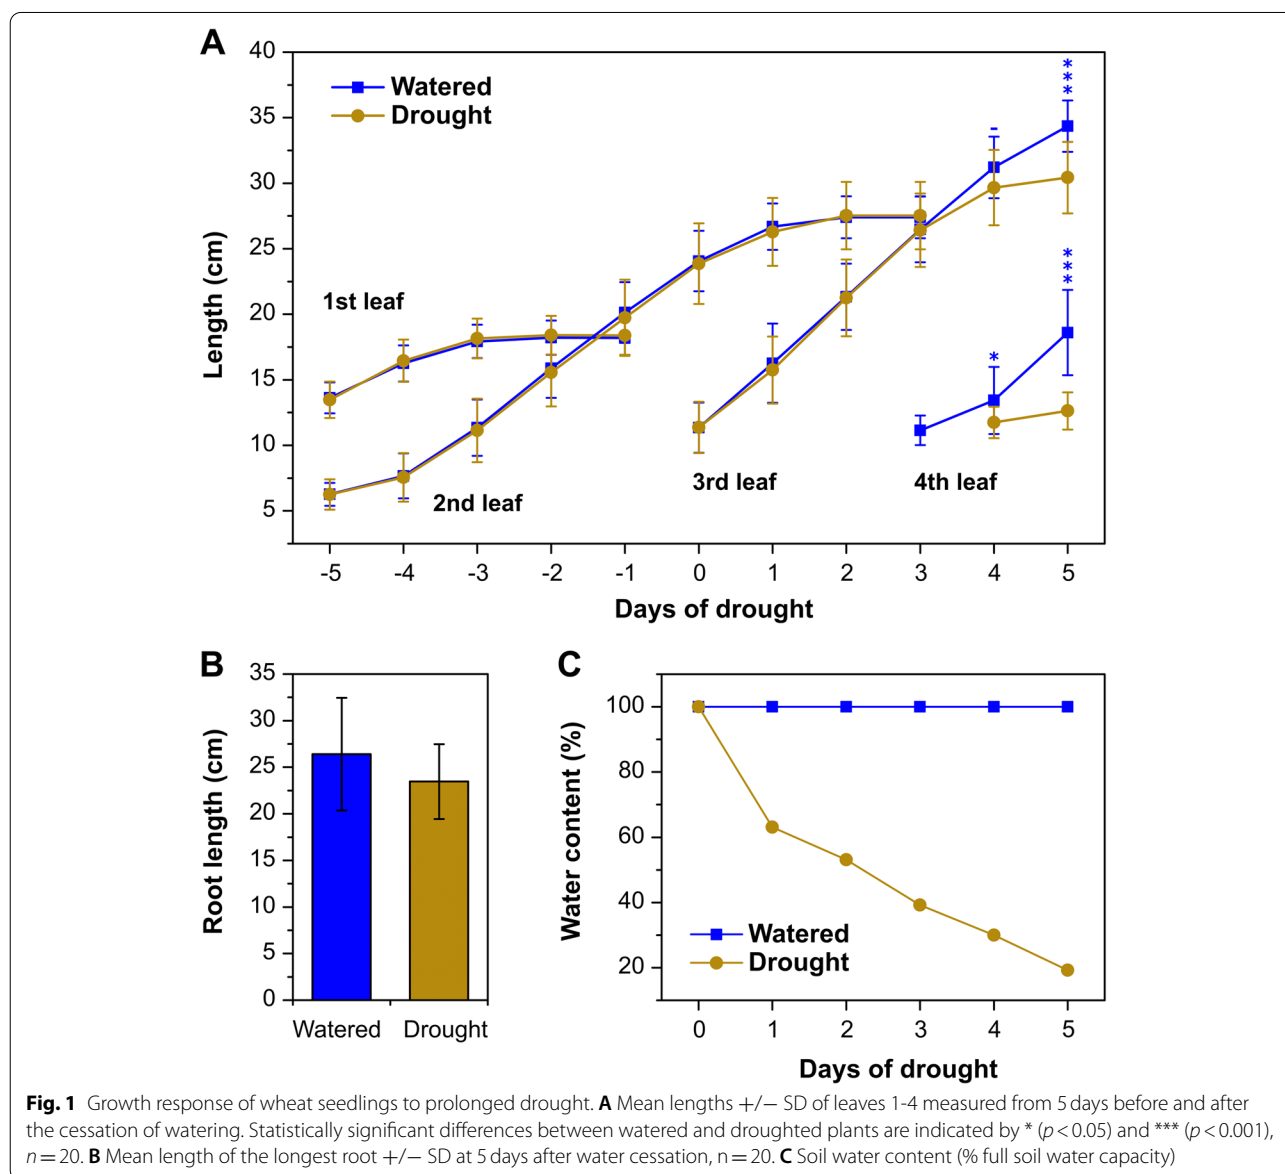 A
40
35
30
25
20
15
10
5
Length (cm)
Watered
Drought
1st leaf
2nd leaf
3rd leaf
4th leaf
***
***
*
-
-5 -4 -3 -2 -1 0 1 2 3 4 5
Days of drought
B
35
30
25
20
15
10
5
0
Root length (cm)
Watered Drought
C
100
80
60
40
20
Water content (%)
Watered
Drought
0 1 2 3 4 5
Days of drought
Fig. 1 Growth response of wheat seedlings to prolonged drought. A Mean lengths +/− SD of leaves 1-4 measured from 5 days before and after
the cessation of watering. Statistically significant differences between watered and droughted plants are indicated by * (p < 0.05) and *** (p < 0.001),
n = 20. B Mean length of the longest root +/− SD at 5 days after water cessation, n = 20. C Soil water content (% full soil water capacity)